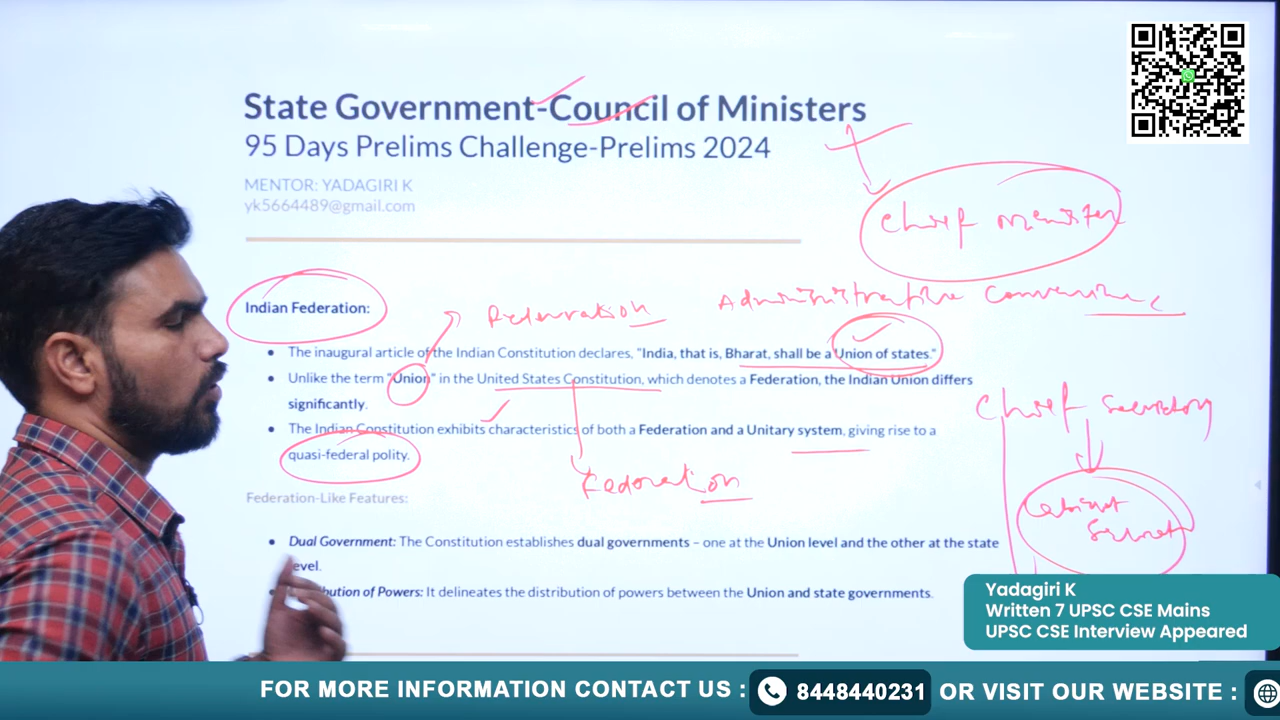 State Government-Council of Ministers
95 Days Prelims Challenge-Prelims 2024
MENTOR: YADAGIRI K
yk5664489@gmail.com
Chief Minister
Indian Federation:
Federation
Administrative
The inaugural article of the Indian Constitution declares, "India, that is, Bharat, shall be a Union of states."
Unlike the term "Union" in the United States Constitution, which denotes a Federation, the Indian Union differs
significantly.
Chief Secretary
The Indian Constitution exhibits characteristics of both a Federation and a Unitary system, giving rise to a
quasi-federal polity.
Federation
Federation-Like Features:
Cabinet
Dual Government: The Constitution establishes dual governments – one at the Union level and the other at the state
evel.
bution of Powers: It delineates the distribution of powers between the Union and state governments.
Yadagiri K
Written 7 UPSC CSE Mains
UPSC CSE Interview Appeared
FOR MORE INFORMATION CONTACT US : 8448440231 OR VISIT OUR WEBSITE :